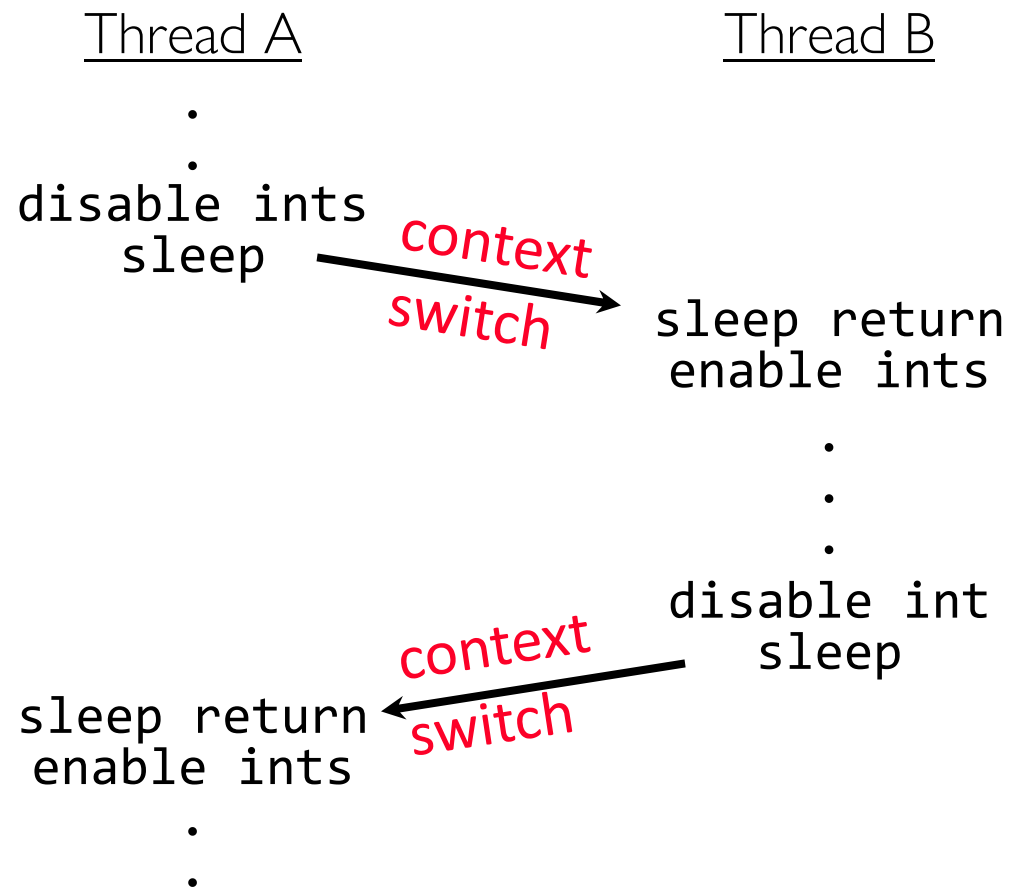 Thread A
Thread B
.
.
disable ints
sleep
context
switch
sleep return
enable ints
.
.
.
disable int
sleep
context
switch
sleep return
enable ints
.
.